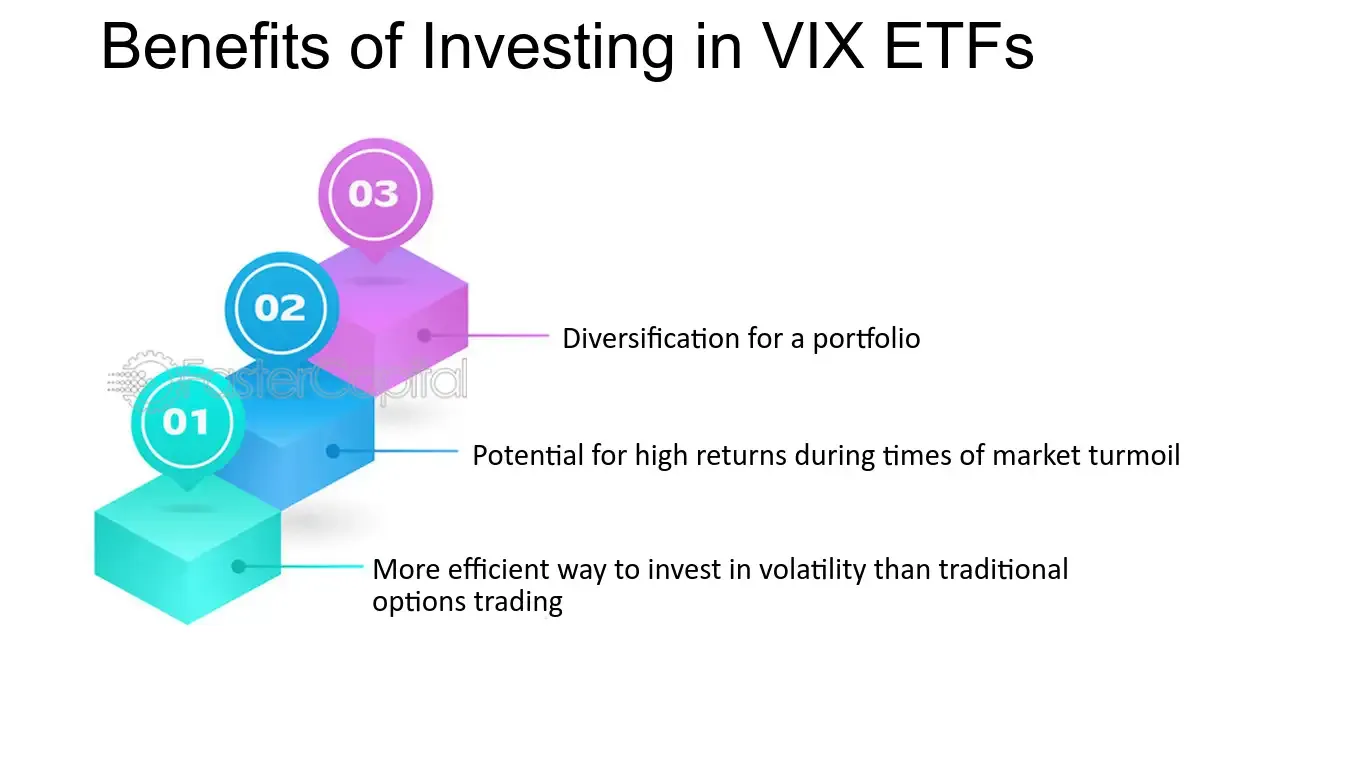 Benefits of Investing in VIX ETFs
03
Diversification for a portfolio
02
FasterCapital
Potential for high returns during times of market turmoil
01
More efficient way to invest in volatility than traditional
options trading